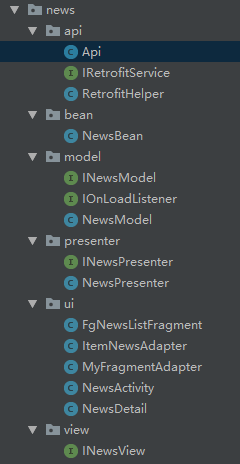 news
api
Api
IRetrofitService
RetrofitHelper
bean
NewsBean
model
INewsModel
IOnLoadListener
NewsModel
presenter
INewsPresenter
NewsPresenter
ui
FgNewsListFragment
ItemNewsAdapter
MyFragmentAdapter
NewsActivity
NewsDetail
view
INewsView